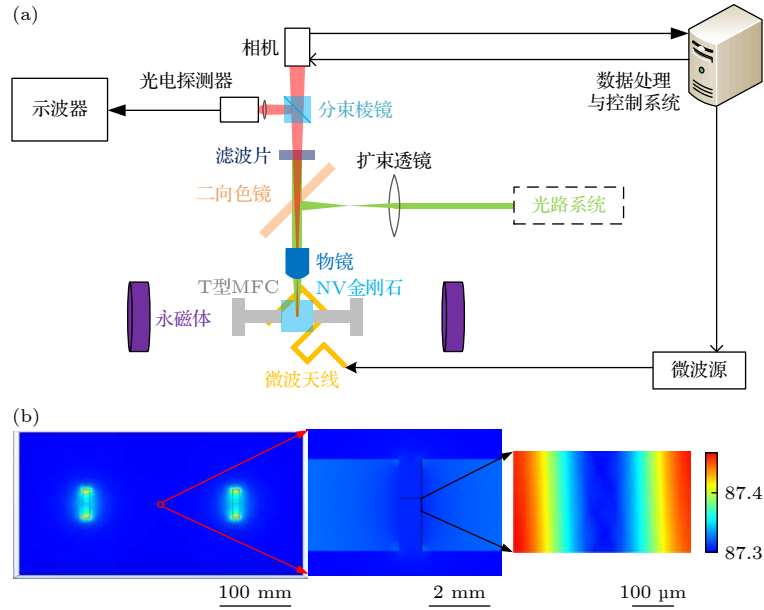 (a)
相机
光电探测器
示波器
分束棱镜
数据处理
与控制系统
滤波片
扩束透镜
二向色镜
光路系统
物镜
T型MFC
NV金刚石
永磁体
微波天线
微波源
(b)
87.4
87.3
100 mm
2 mm
100 µm